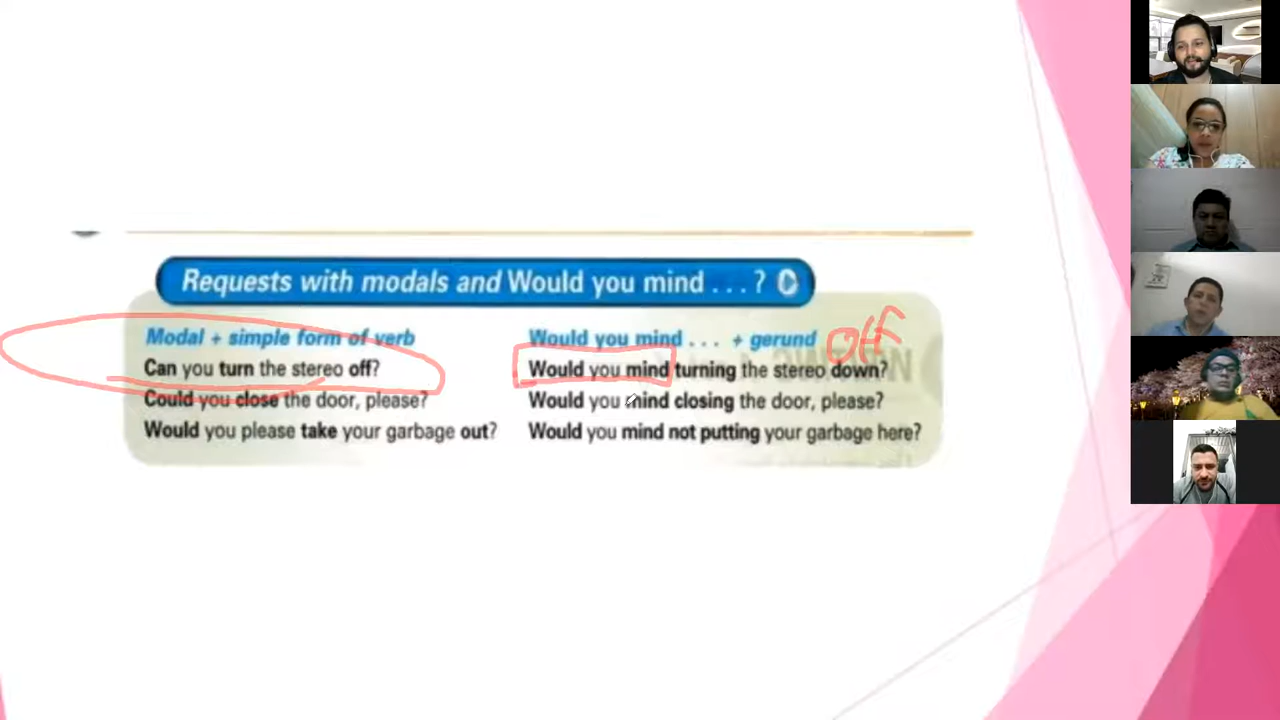 Requests with modals and Would you mind . . . ?
Modal + simple form of verb
Can you turn the stereo off?
Could you close the door, please?
Would you please take your garbage out?
Would you mind . . . + gerund
off
Would you mind turning the stereo down?
Would you mind closing the door, please?
Would you mind not putting your garbage here?